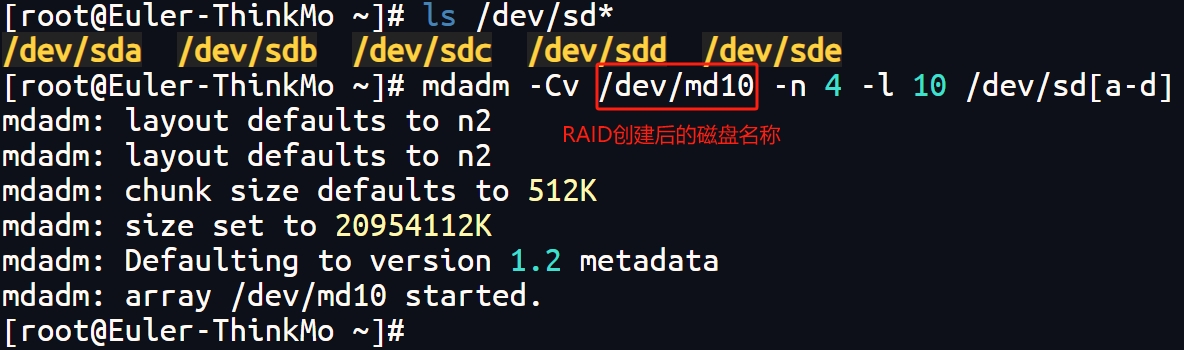 [root@Euler-ThinkMo ~]# ls /dev/sd*
/dev/sda  /dev/sdb  /dev/sdc  /dev/sdd  /dev/sde
[root@Euler-ThinkMo ~]# mdadm -Cv /dev/md10 -n 4 -l 10 /dev/sd[a-d]
mdadm: layout defaults to n2
RAID创建后的磁盘名称
mdadm: layout defaults to n2
mdadm: chunk size defaults to 512K
mdadm: size set to 20954112K
mdadm: Defaulting to version 1.2 metadata
mdadm: array /dev/md10 started.
[root@Euler-ThinkMo ~]#